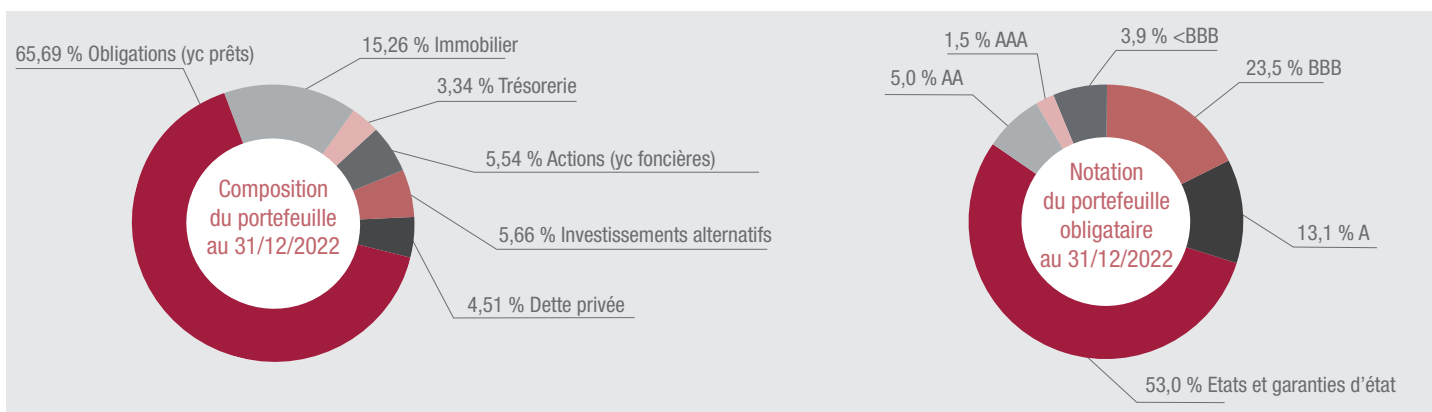 65,69 % Obligations (yc prêts)
15,26 % Immobilier
3,34 % Trésorerie
5,54 % Actions (yc foncières)
5,66 % Investissements alternatifs
4,51 % Dette privée
Composition
du portefeuille
au 31/12/2022
1,5 % AAA
3,9 % <BBB
5,0 % AA
23,5 % BBB
13,1 % A
53,0 % Etats et garanties d’état
Notation
du portefeuille
obligataire
au 31/12/2022